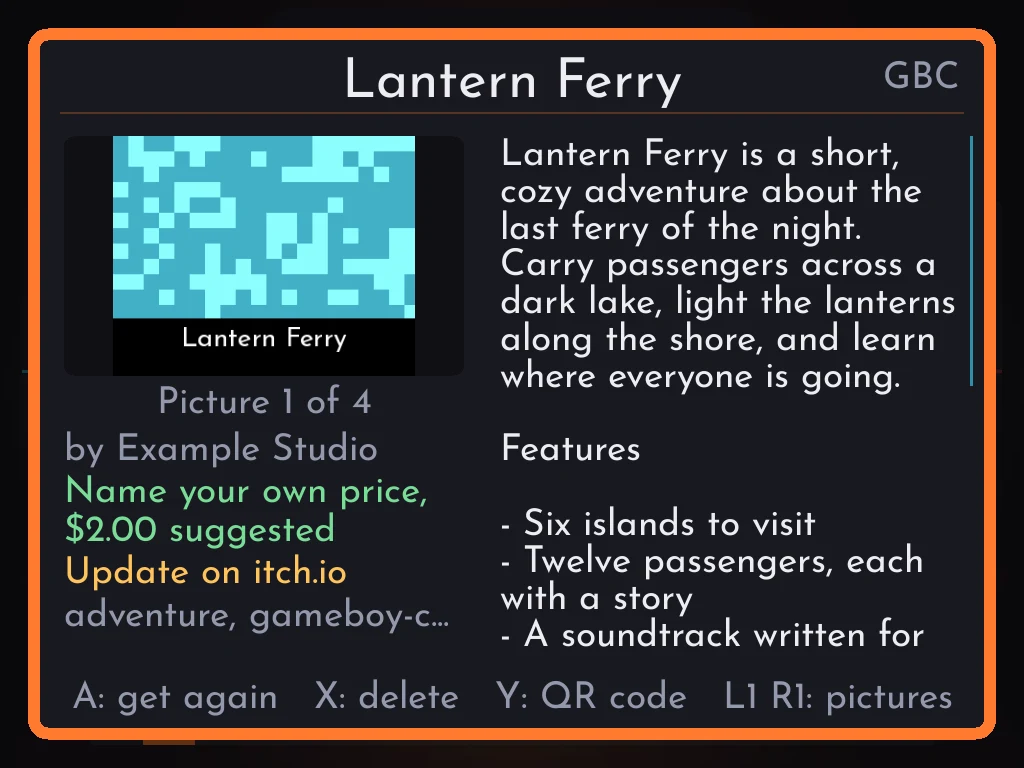 Lantern Ferry
GBC
Lantern Ferry
Picture 1 of 4
by Example Studio
Name your own price,
$2.00 suggested
Update on itch.io
adventure, gameboy-c...
Lantern Ferry is a short,
cozy adventure about the
last ferry of the night.
Carry passengers across a
dark lake, light the lanterns
along the shore, and learn
where everyone is going.
Features
- Six islands to visit
- Twelve passengers, each
with a story
- A soundtrack written for
A: get again
X: delete
Y: QR code
L1 R1: pictures